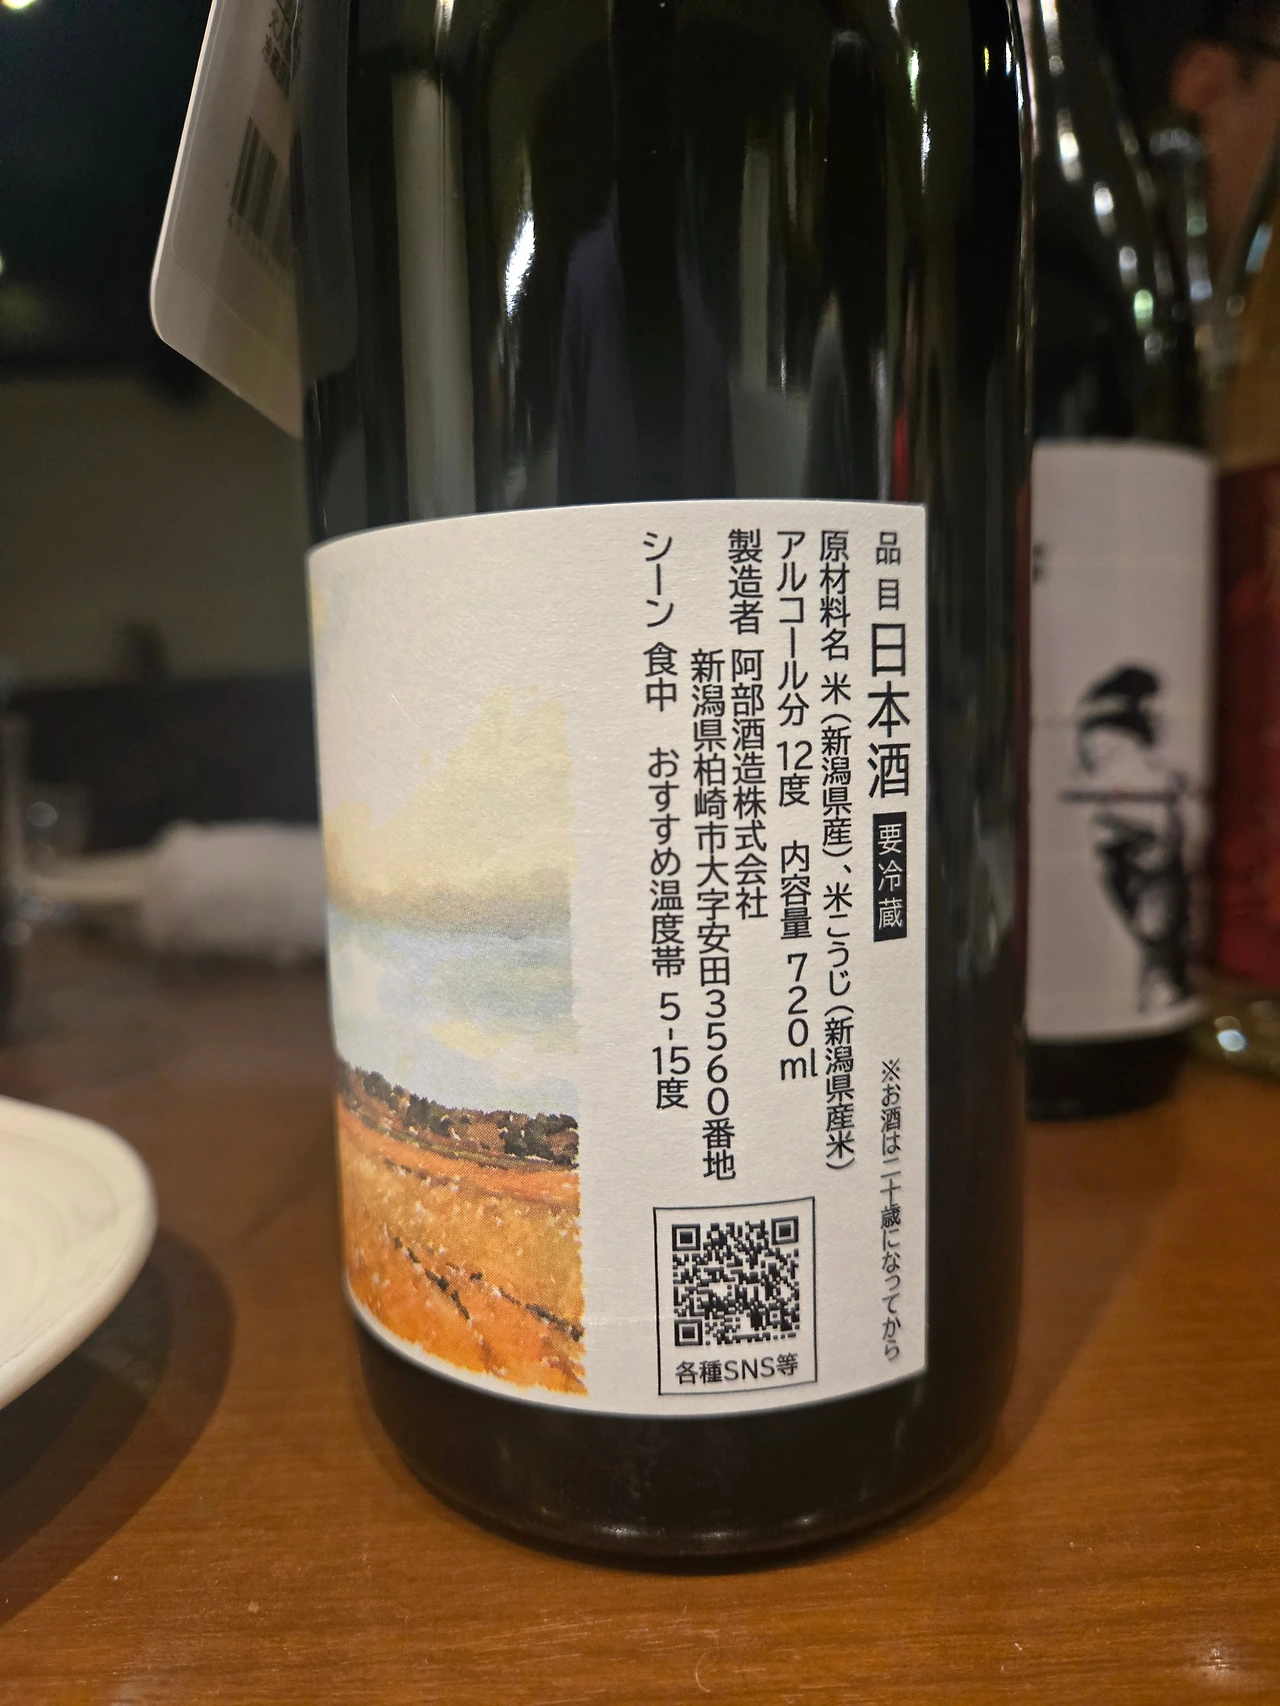 品目 日本酒 要冷蔵 ※お酒は二十歳になってから
原材料名 米(新潟県産)、米こうじ(新潟県産米)
アルコール分 12度 内容量 720ml
製造者 阿部酒造株式会社
新潟県柏崎市大字安田3560番地
シーン 食中 おすすめ温度帯 5-15度
各種SNS等